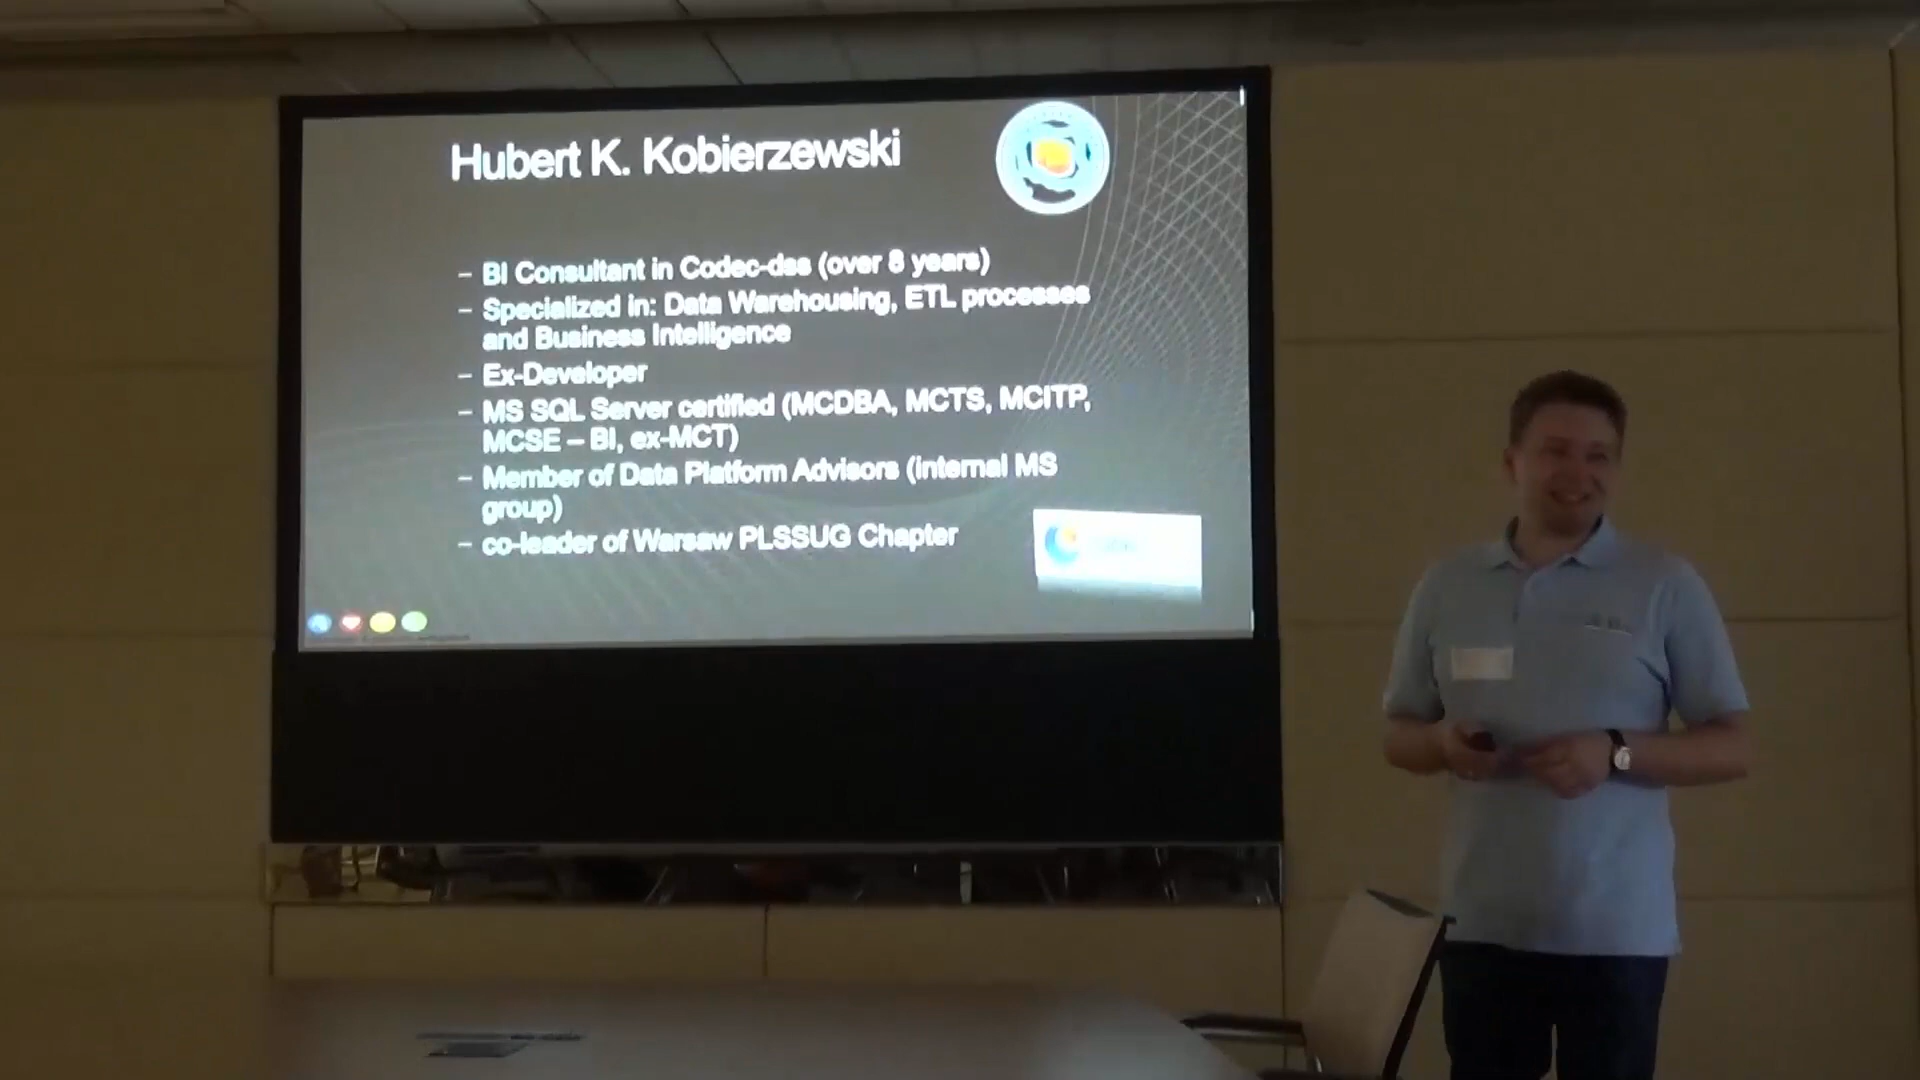 Hubert K. Kobierzewski
– BI Consultant in Codec-dss (over 8 years)
– Specialized in: Data Warehousing, ETL processes
and Business Intelligence
– Ex-Developer
– MS SQL Server certified (MCDBA, MCTS, MCITP,
MCSE – BI, ex-MCT)
– Member of Data Platform Advisors (internal MS
group)
– co-leader of Warsaw PLSSUG Chapter